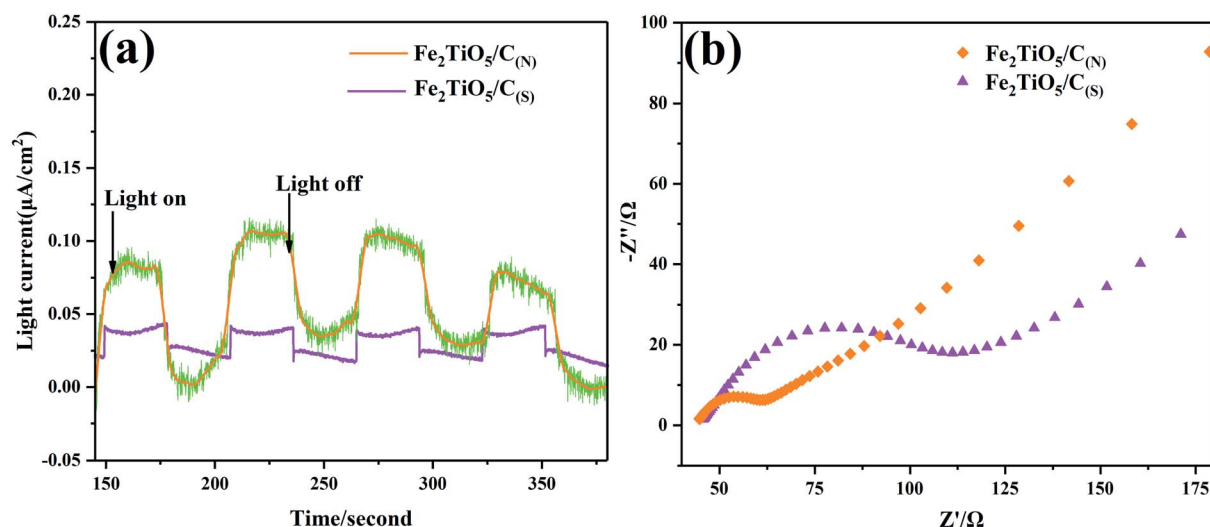 (a)
Fe₂TiO₅/C₍N₎
Fe₂TiO₅/C₍S₎
Light on
Light off
Light current(μA/cm²)
0.25
0.20
0.15
0.10
0.05
0.00
-0.05
150
200
250
300
350
Time/second
(b)
Fe₂TiO₅/C₍N₎
Fe₂TiO₅/C₍S₎
-Z''/Ω
100
80
60
40
20
0
50
75
100
125
150
175
Z'/Ω